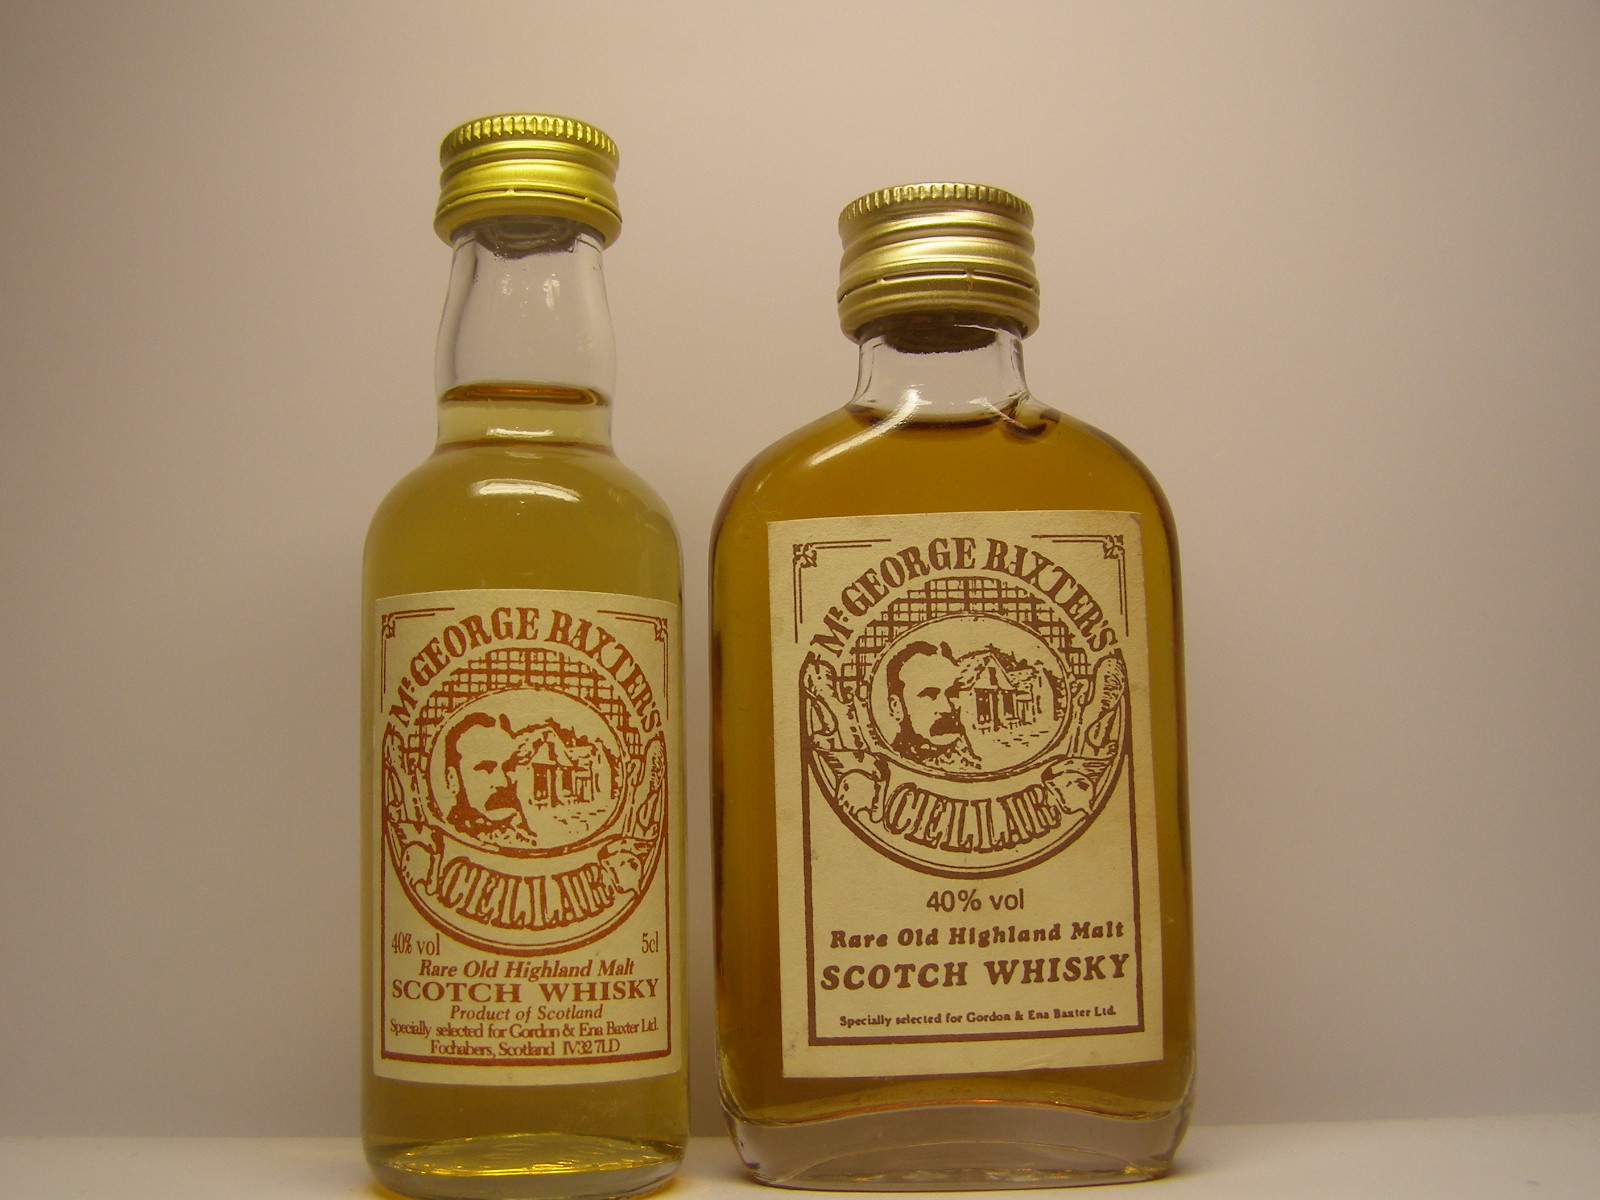 Mr GEORGE BAXTER'S
CELLAR
40% vol 5cl
Rare Old Highland Malt
SCOTCH WHISKY
Product of Scotland
Specially selected for Gordon & Ena Baxter Ltd.
Fochabers, Scotland IV32 7LD
Mr GEORGE BAXTER'S
CELLAR
40% vol
Rare Old Highland Malt
SCOTCH WHISKY
Specially selected for Gordon & Ena Baxter Ltd.